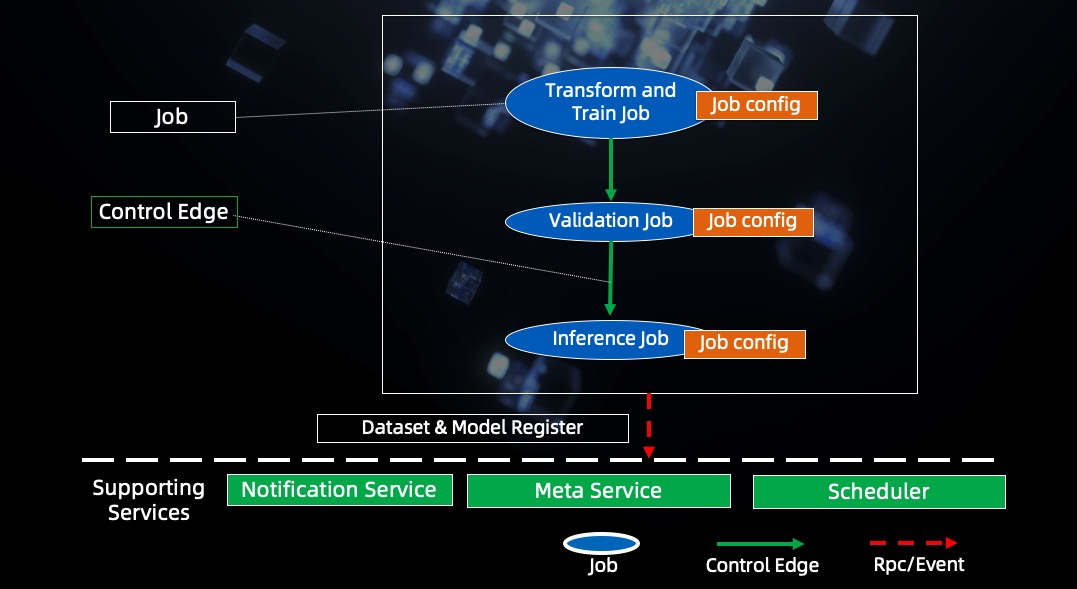 Transform and
Train Job
Job config
Job
Control Edge
Validation Job
Job config
Inference Job
Job config
Dataset & Model Register
Supporting
Services
Notification Service
Meta Service
Scheduler
Job
Control Edge
Rpc/Event